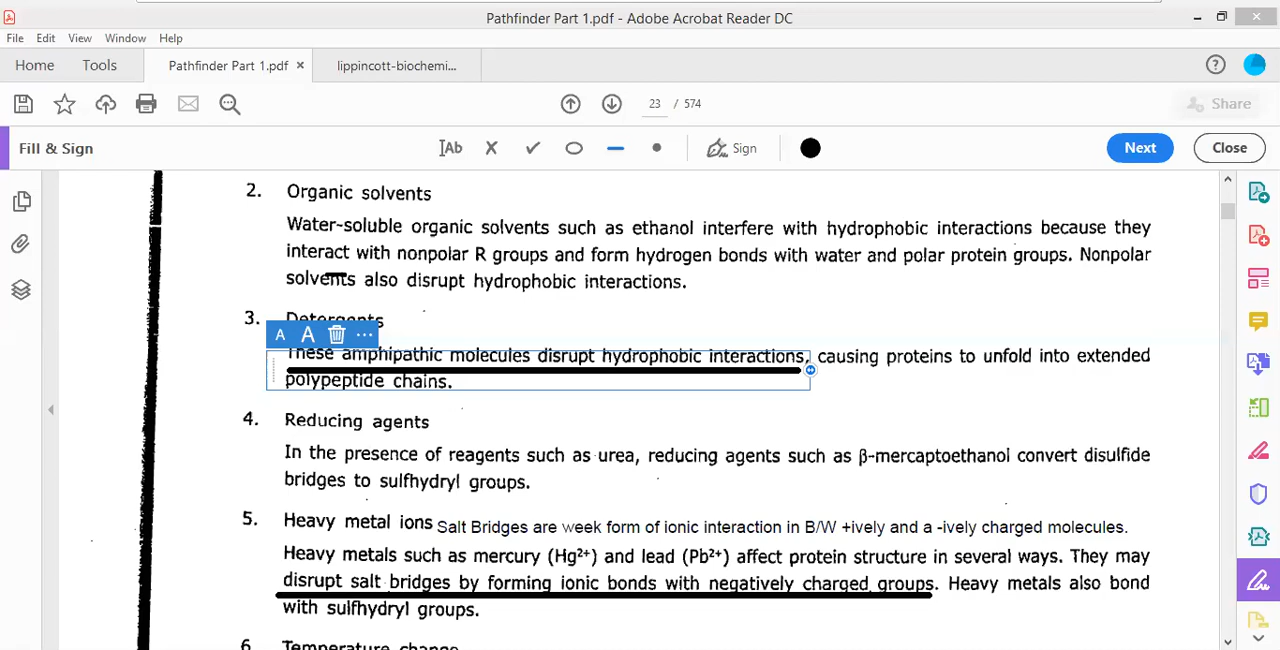 Pathfinder Part 1.pdf - Adobe Acrobat Reader DC
File Edit View Window Help
Home Tools Pathfinder Part 1.pdf × lippincott-biochemi...
23 / 574
Share
Fill & Sign
Ab
Sign
Next
Close
2. Organic solvents
Water-soluble organic solvents such as ethanol interfere with hydrophobic interactions because they
interact with nonpolar R groups and form hydrogen bonds with water and polar protein groups. Nonpolar
solvents also disrupt hydrophobic interactions.
3. Detergents
A A ...
These amphipathic molecules disrupt hydrophobic interactions, causing proteins to unfold into extended
polypeptide chains.
4. Reducing agents
In the presence of reagents such as urea, reducing agents such as β-mercaptoethanol convert disulfide
bridges to sulfhydryl groups.
5. Heavy metal ions Salt Bridges are week form of ionic interaction in B/W +ively and a -ively charged molecules.
Heavy metals such as mercury (Hg²⁺) and lead (Pb²⁺) affect protein structure in several ways. They may
disrupt salt bridges by forming ionic bonds with negatively charged groups. Heavy metals also bond
with sulfhydryl groups.
6. Temperature change